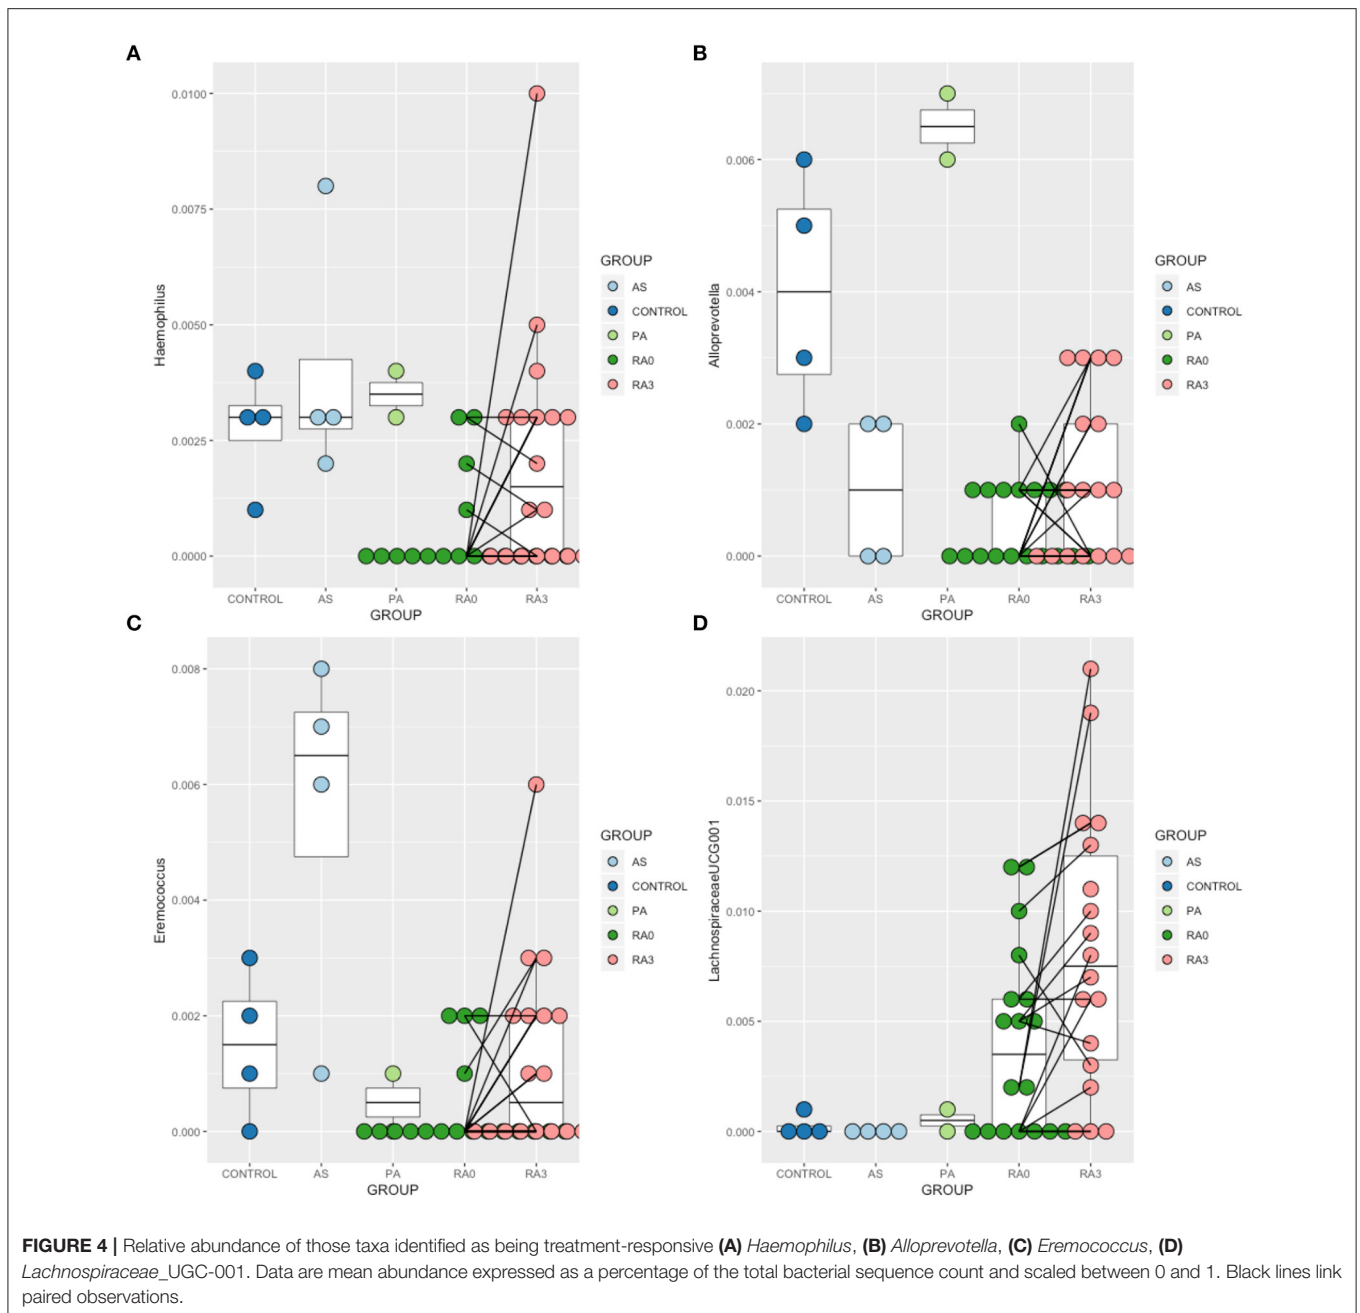 A
0.0100
0.0075
0.0050
0.0025
0.0000
Haemophilus
CONTROL AS PA RA0 RA3
GROUP
GROUP
AS
CONTROL
PA
RA0
RA3
B
0.006
0.004
0.002
0.000
Alloprevotella
CONTROL AS PA RA0 RA3
GROUP
GROUP
AS
CONTROL
PA
RA0
RA3
C
0.008
0.006
0.004
0.002
0.000
Eremococcus
CONTROL AS PA RA0 RA3
GROUP
GROUP
AS
CONTROL
PA
RA0
RA3
D
0.020
0.015
0.010
0.005
0.000
LachnospiraceaeUCG001
CONTROL AS PA RA0 RA3
GROUP
GROUP
AS
CONTROL
PA
RA0
RA3
FIGURE 4 | Relative abundance of those taxa identified as being treatment-responsive (A) Haemophilus, (B) Alloprevotella, (C) Eremococcus, (D)
Lachnospiraceae_UGC-001. Data are mean abundance expressed as a percentage of the total bacterial sequence count and scaled between 0 and 1. Black lines link
paired observations.